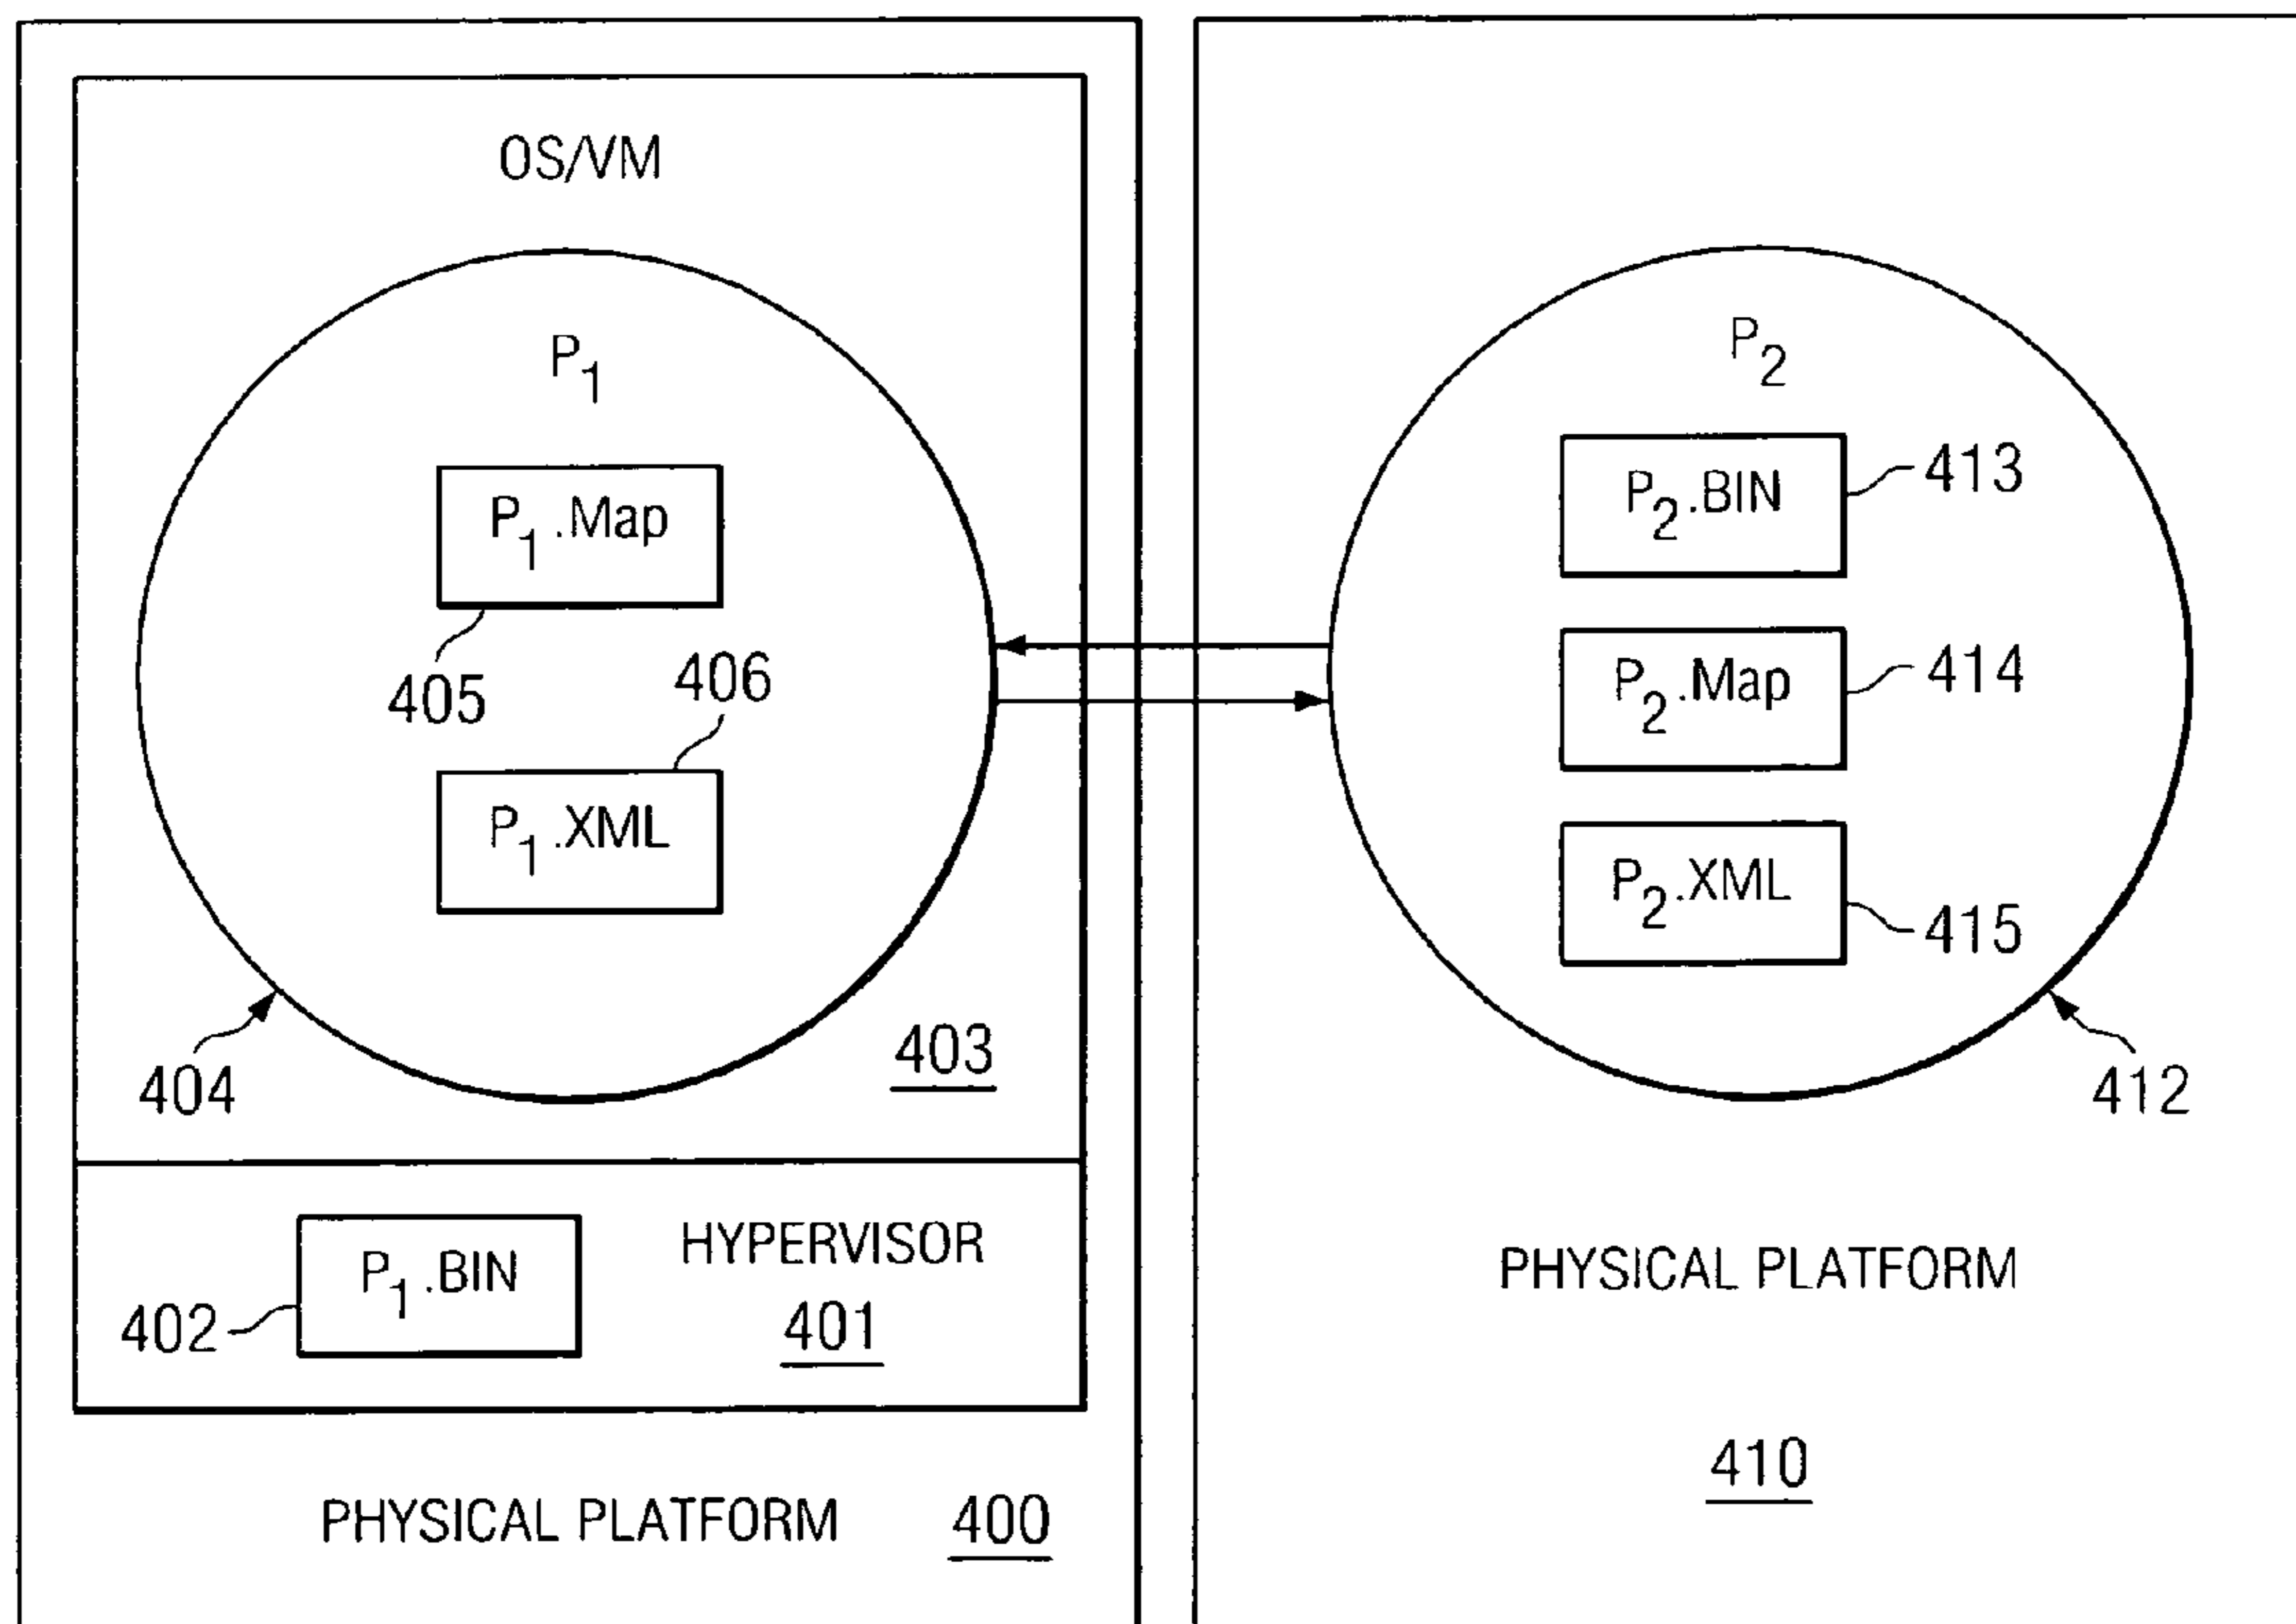 OS/VM
P1
P1.Map
405
406
P1.XML
404
403
P1.BIN
402
HYPERVISOR
401
PHYSICAL PLATFORM
400
P2
P2.BIN
413
P2.Map
414
P2.XML
415
412
PHYSICAL PLATFORM
410